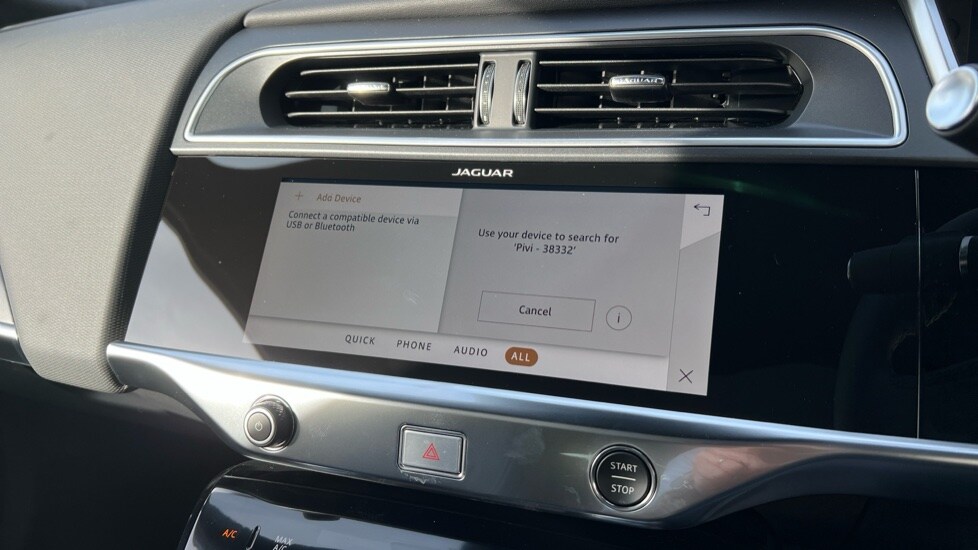 JAGUAR
JAGUAR
+ Add Device
Connect a compatible device via
USB or Bluetooth
Use your device to search for
'Pivi - 38332'
Cancel
i
QUICK PHONE AUDIO ALL
START
STOP
A/C
MAX
A/C